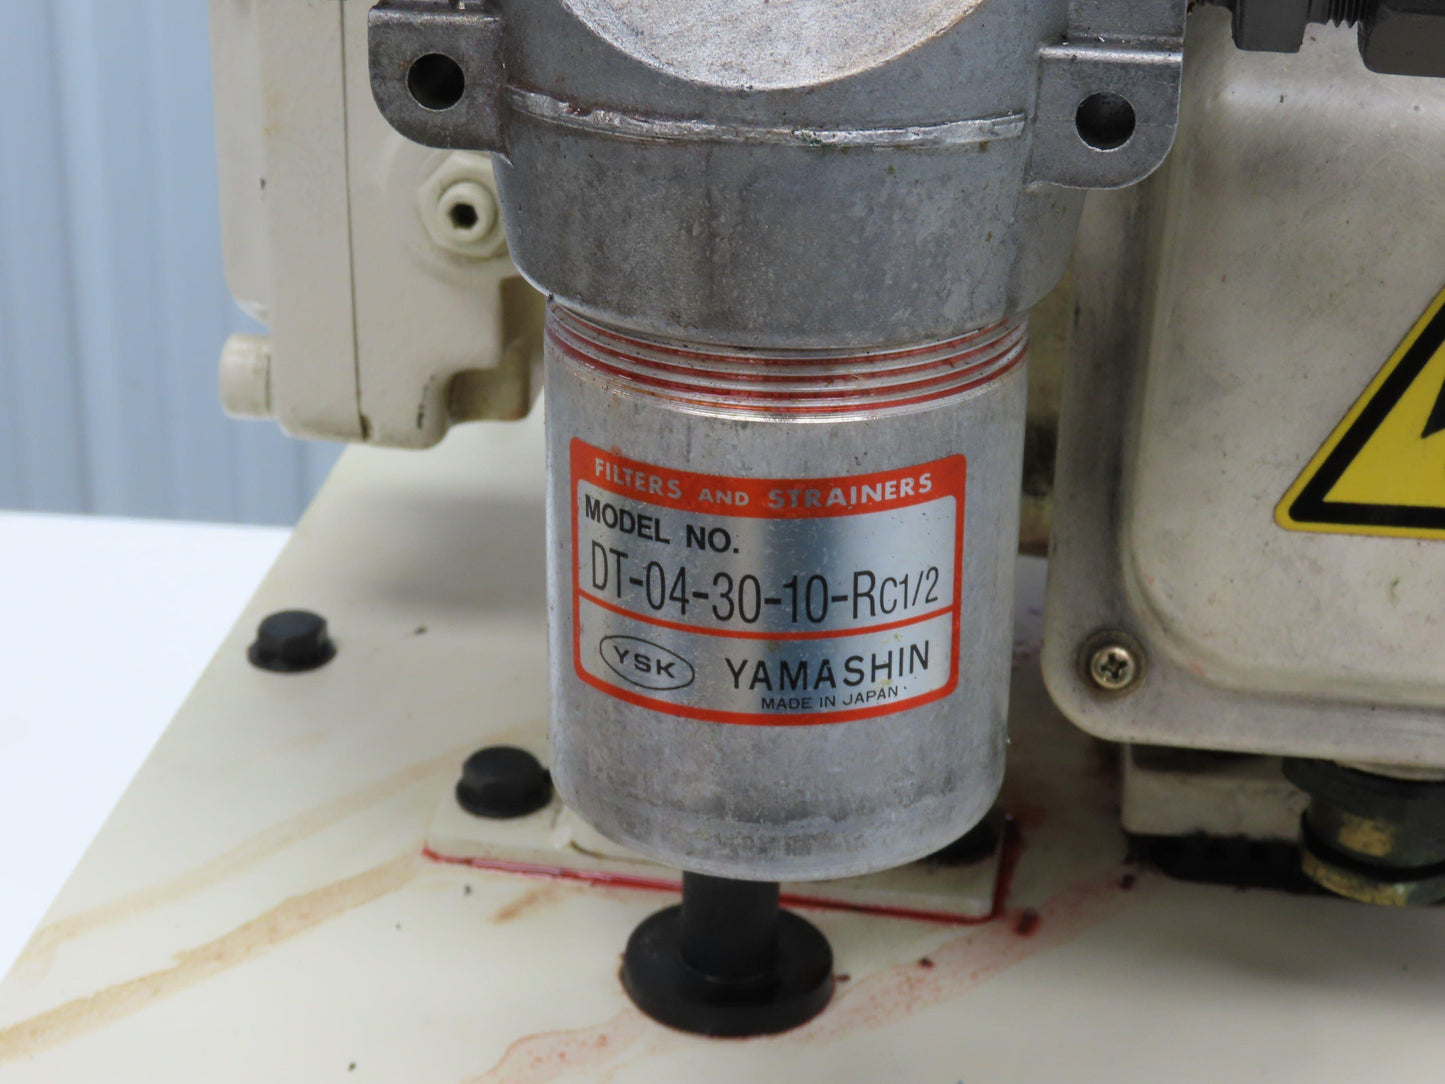 FILTERS AND STRAINERS
MODEL NO.
DT-04-30-10-Rc1/2
YSK YAMASHIN
MADE IN JAPAN